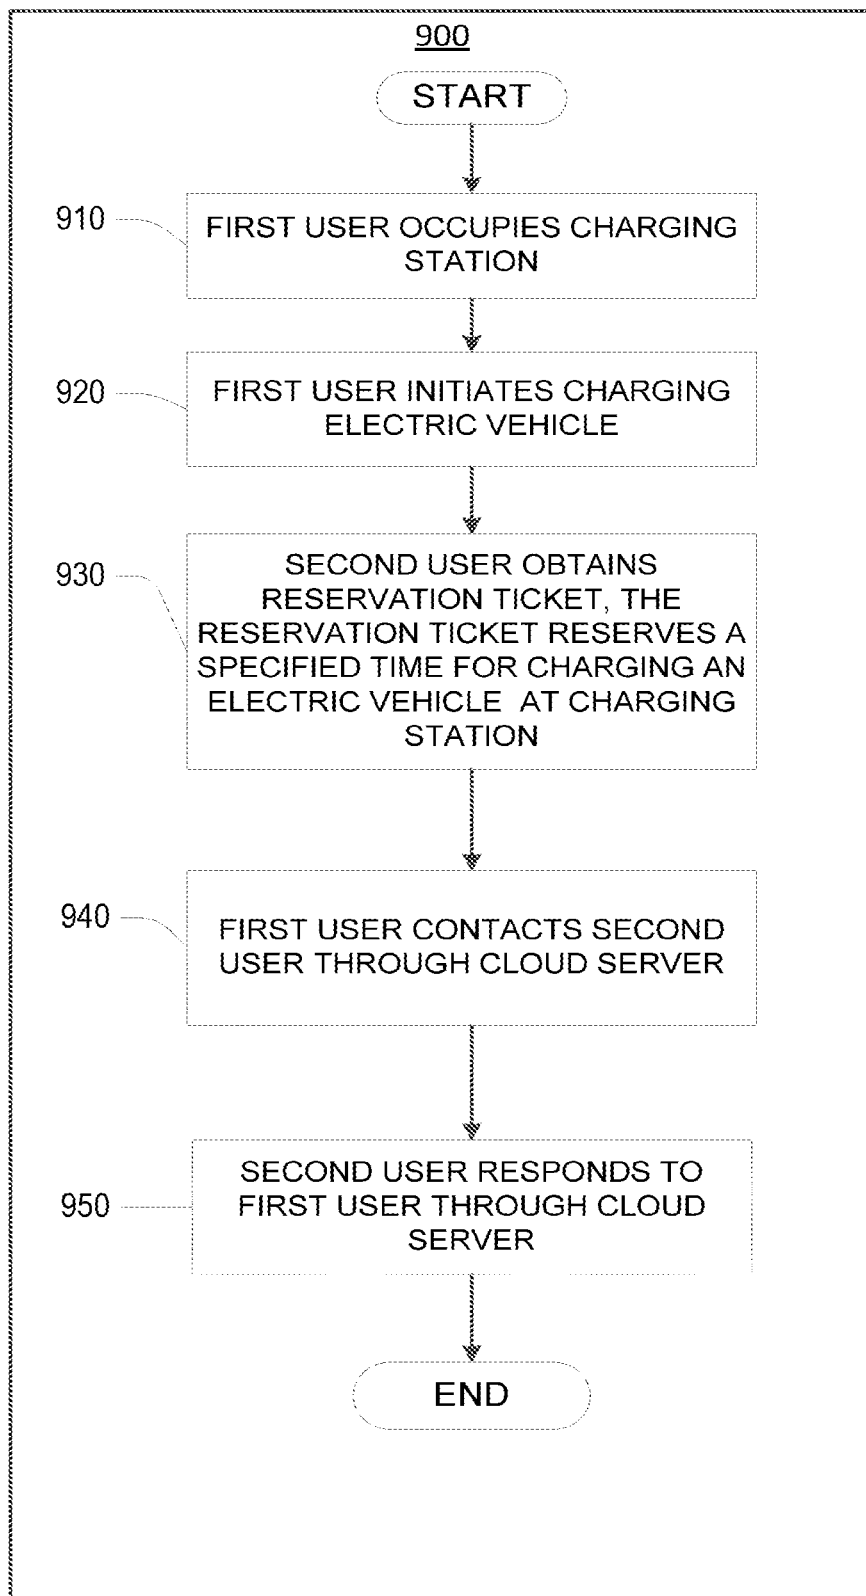 900
START
910
FIRST USER OCCUPIES CHARGING
STATION
920
FIRST USER INITIATES CHARGING
ELECTRIC VEHICLE
930
SECOND USER OBTAINS
RESERVATION TICKET, THE
RESERVATION TICKET RESERVES A
SPECIFIED TIME FOR CHARGING AN
ELECTRIC VEHICLE AT CHARGING
STATION
940
FIRST USER CONTACTS SECOND
USER THROUGH CLOUD SERVER
950
SECOND USER RESPONDS TO
FIRST USER THROUGH CLOUD
SERVER
END